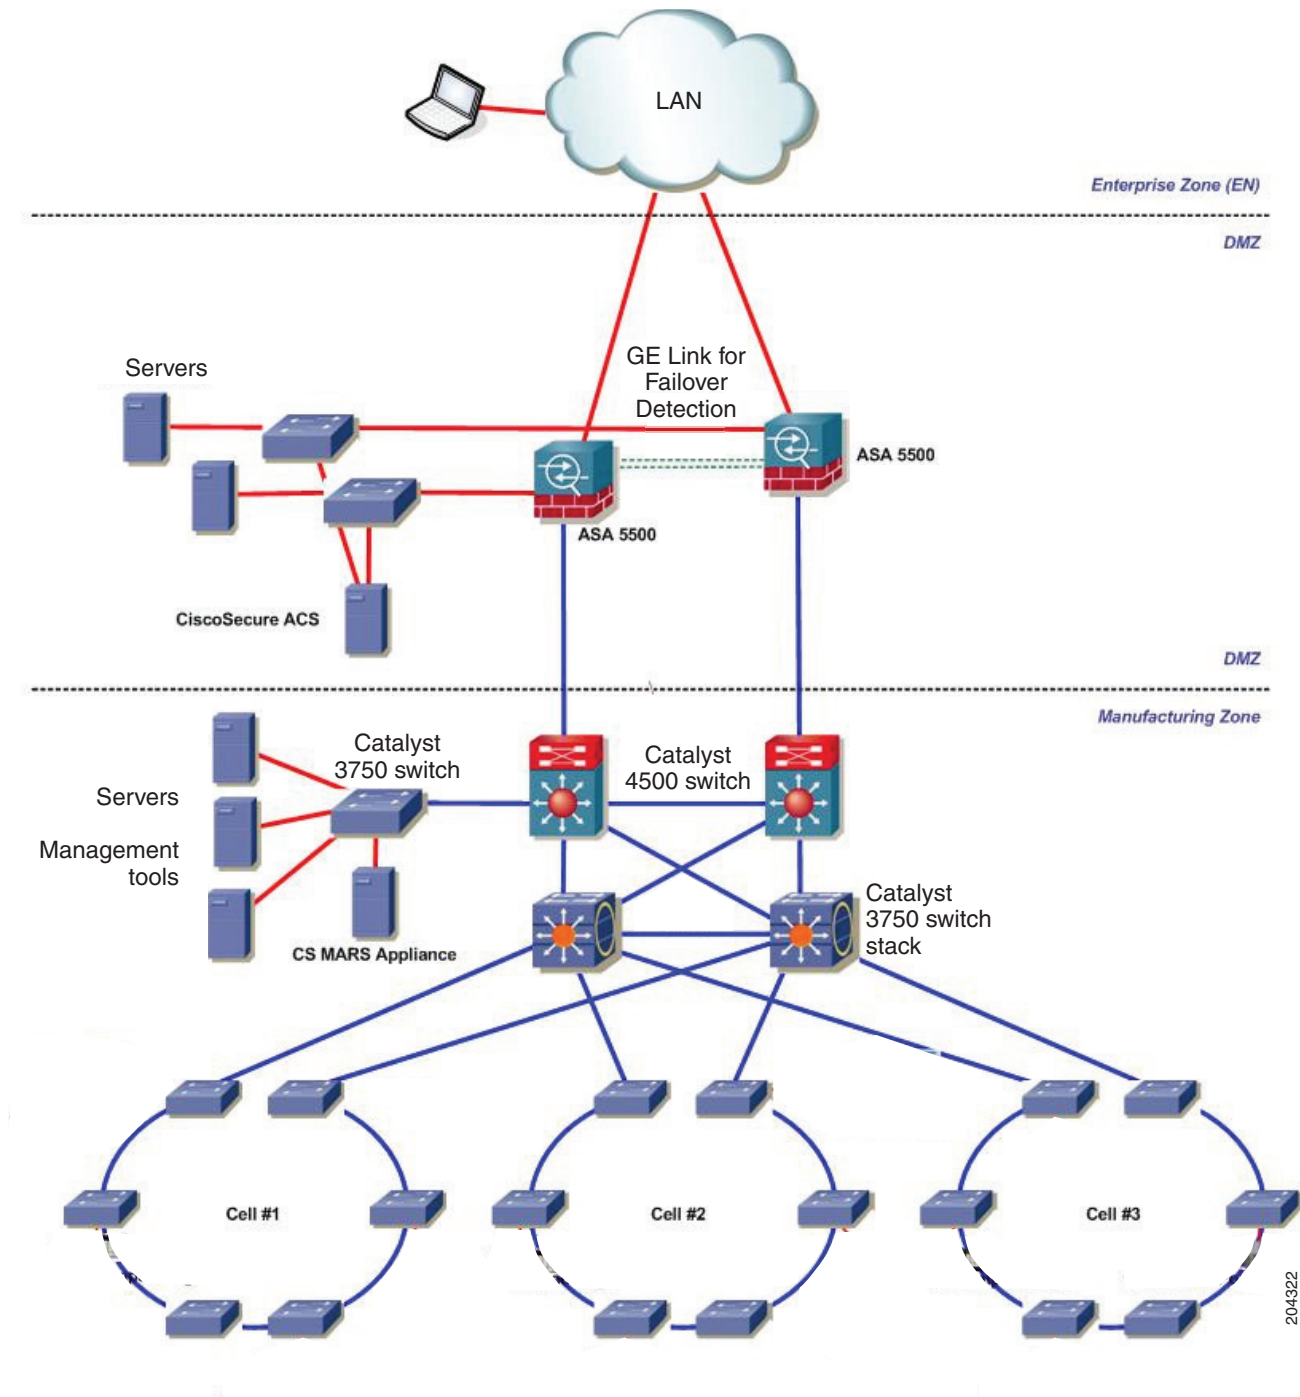 LAN
Enterprise Zone (EN)
DMZ
GE Link for
Failover
Detection
Servers
ASA 5500
ASA 5500
CiscoSecure ACS
DMZ
Manufacturing Zone
Catalyst
3750 switch
Catalyst
4500 switch
Servers
Management
tools
Catalyst
3750 switch
stack
CS MARS Appliance
Cell #1
Cell #2
Cell #3
204322